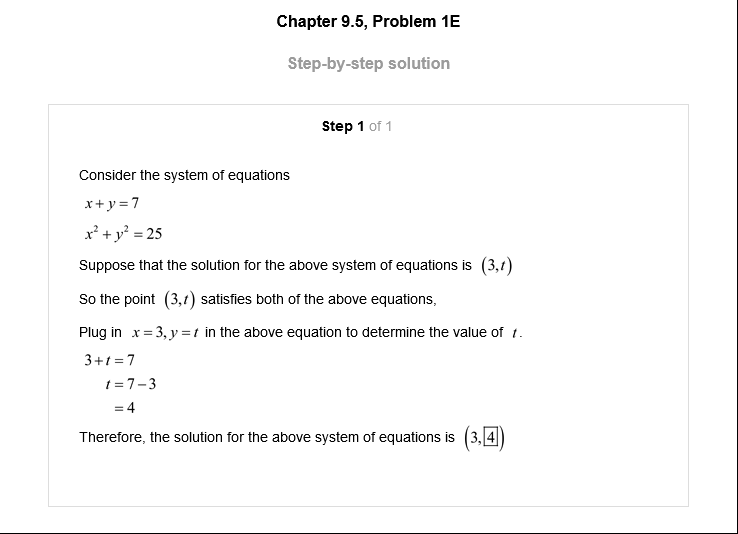 Chapter 9.5, Problem 1E
Step-by-step solution
Step 1 of 1
Consider the system of equations
x + y = 7
x² + y² = 25
Suppose that the solution for the above system of equations is (3,t)
So the point (3,t) satisfies both of the above equations,
Plug in x = 3, y = t in the above equation to determine the value of t.
3 + t = 7
t = 7 − 3
= 4
Therefore, the solution for the above system of equations is (3,4)